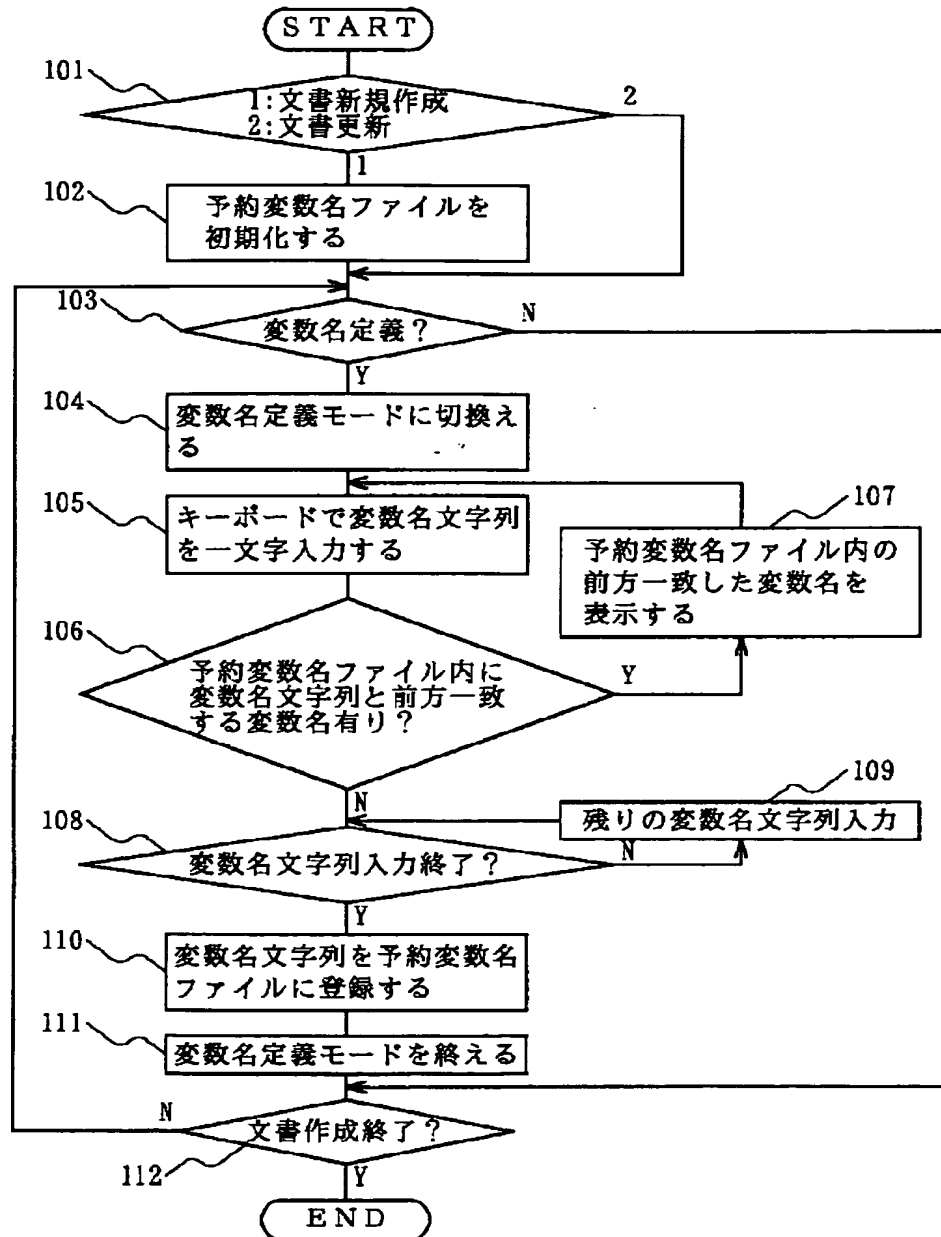 START
101
1:文書新規作成
2:文書更新
2
1
102
予約変数名ファイルを
初期化する
103
変数名定義?
N
Y
104
変数名定義モードに切換え
る
105
キーボードで変数名文字列
を一文字入力する
107
予約変数名ファイル内の
前方一致した変数名を
表示する
106
予約変数名ファイル内に
変数名文字列と前方一致
する変数名有り?
Y
N
109
残りの変数名文字列入力
108
変数名文字列入力終了?
N
Y
110
変数名文字列を予約変数名
ファイルに登録する
111
変数名定義モードを終える
N
文書作成終了?
112
Y
END